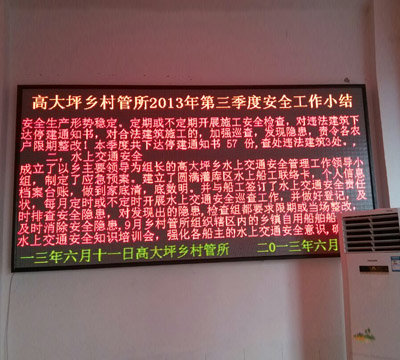 高大坪乡村管所2013年第三季度安全工作小结
安全生产形势稳定。定期或不定期开展施工安全检查，对违法建筑下
达停建通知书，对合法建筑施工的，加强巡查，发现隐患，责令各农
户限期整改！本季度共下达停建通知书 57 份，查处违法建筑3处。，
二，水上交通安全
成立了以乡主要领导为组长的高大坪乡水上交通安全管理工作领导小
组，制定了应急预案，建立了西满灌库区水上船工联络卡、个人信息
档案台帐，做到家底清，底数明，并与船工签订了水上交通安全责任
状，每月定时或不定时开展水上交通安全巡查工作，并做好登记，及
时排查安全隐患，对发现出的隐患，检查组都要求限期或当场整改，
及时消除安全隐患，9月乡村管所组织辖区内的乡镇自用船舶船
水上交通安全知识培训会，强化各船主的水上交通安全意识，确
一三年六月十一日高大坪乡村管所 二〇一三年六月